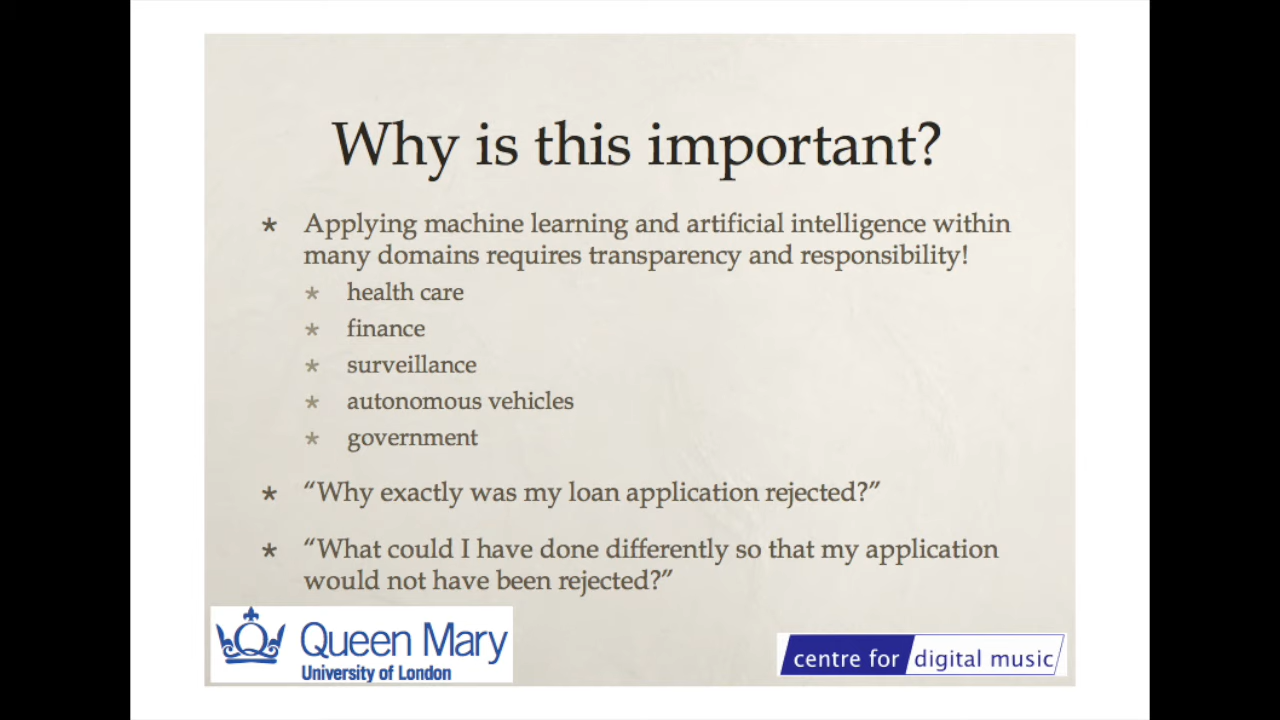 Why is this important?
* Applying machine learning and artificial intelligence within
many domains requires transparency and responsibility!
* health care
* finance
* surveillance
* autonomous vehicles
* government
* “Why exactly was my loan application rejected?”
* “What could I have done differently so that my application
would not have been rejected?”
Queen Mary
University of London
centre for digital music